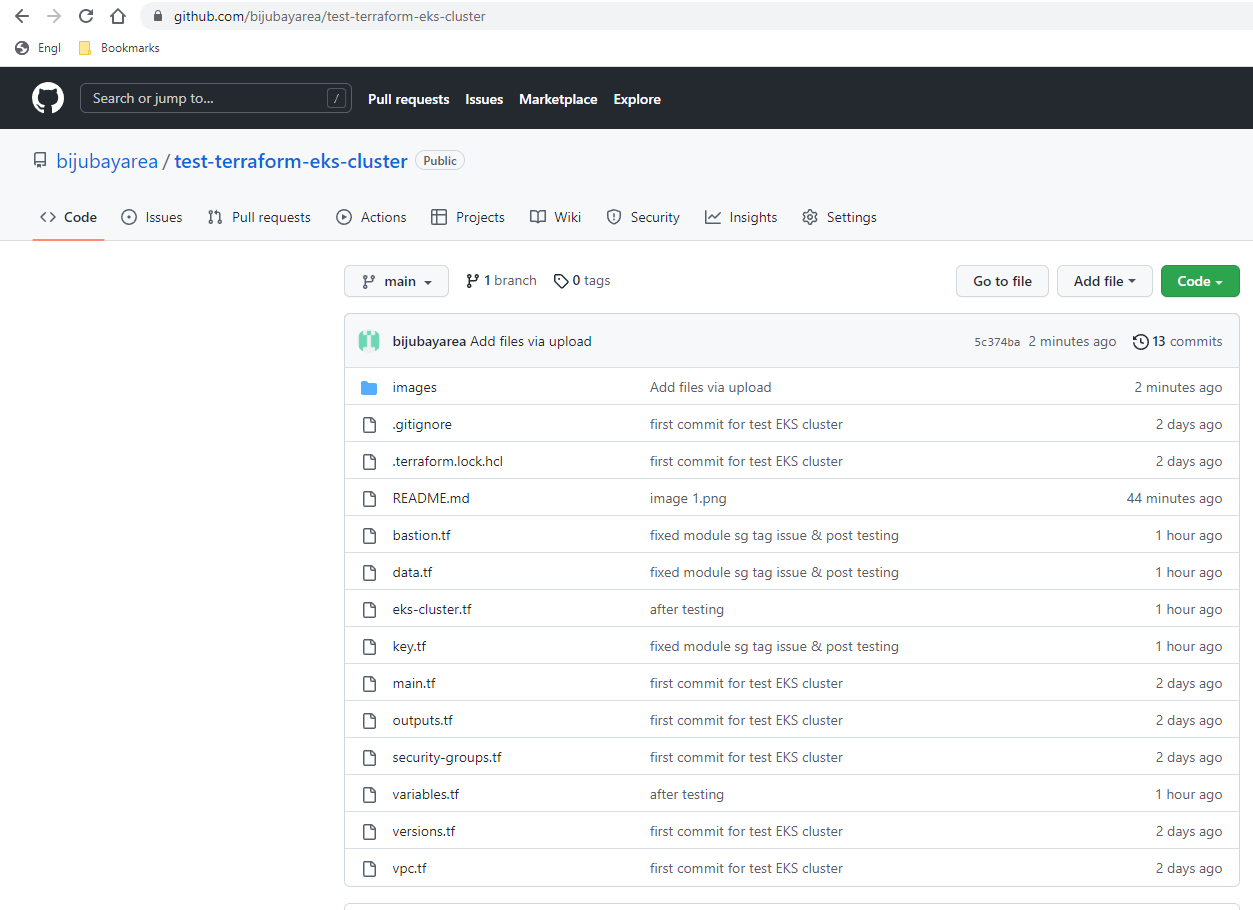 github.com/bijubayarea/test-terraform-eks-cluster
Engl Bookmarks
Search or jump to... / Pull requests Issues Marketplace Explore
bijubayarea / test-terraform-eks-cluster Public
Code Issues Pull requests Actions Projects Wiki Security Insights Settings
main 1 branch 0 tags Go to file Add file Code
bijubayarea Add files via upload 5c374ba 2 minutes ago 13 commits
images Add files via upload 2 minutes ago
.gitignore first commit for test EKS cluster 2 days ago
.terraform.lock.hcl first commit for test EKS cluster 2 days ago
README.md image 1.png 44 minutes ago
bastion.tf fixed module sg tag issue & post testing 1 hour ago
data.tf fixed module sg tag issue & post testing 1 hour ago
eks-cluster.tf after testing 1 hour ago
key.tf fixed module sg tag issue & post testing 1 hour ago
main.tf first commit for test EKS cluster 2 days ago
outputs.tf first commit for test EKS cluster 2 days ago
security-groups.tf first commit for test EKS cluster 2 days ago
variables.tf after testing 1 hour ago
versions.tf first commit for test EKS cluster 2 days ago
vpc.tf first commit for test EKS cluster 2 days ago